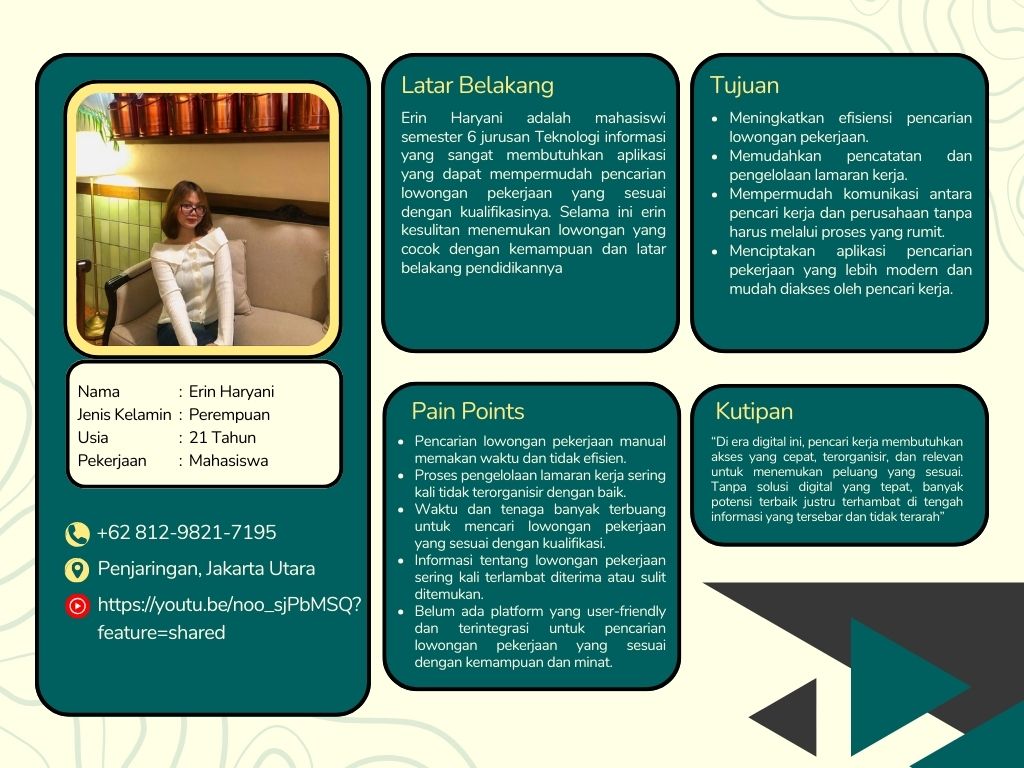 Nama : Erin Haryani
Jenis Kelamin : Perempuan
Usia : 21 Tahun
Pekerjaan : Mahasiswa
+62 812-9821-7195
Penjaringan, Jakarta Utara
https://youtu.be/noo_sjPbMSQ?
feature=shared
Latar Belakang
Erin Haryani adalah mahasiswi
semester 6 jurusan Teknologi informasi
yang sangat membutuhkan aplikasi
yang dapat mempermudah pencarian
lowongan pekerjaan yang sesuai
dengan kualifikasinya. Selama ini erin
kesulitan menemukan lowongan yang
cocok dengan kemampuan dan latar
belakang pendidikannya
Tujuan
• Meningkatkan efisiensi pencarian
lowongan pekerjaan.
• Memudahkan pencatatan dan
pengelolaan lamaran kerja.
• Mempermudah komunikasi antara
pencari kerja dan perusahaan tanpa
harus melalui proses yang rumit.
• Menciptakan aplikasi pencarian
pekerjaan yang lebih modern dan
mudah diakses oleh pencari kerja.
Pain Points
• Pencarian lowongan pekerjaan manual
memakan waktu dan tidak efisien.
• Proses pengelolaan lamaran kerja sering
kali tidak terorganisir dengan baik.
• Waktu dan tenaga banyak terbuang
untuk mencari lowongan pekerjaan
yang sesuai dengan kualifikasi.
• Informasi tentang lowongan pekerjaan
sering kali terlambat diterima atau sulit
ditemukan.
• Belum ada platform yang user-friendly
dan terintegrasi untuk pencarian
lowongan pekerjaan yang sesuai
dengan kemampuan dan minat.
Kutipan
“Di era digital ini, pencari kerja membutuhkan
akses yang cepat, terorganisir, dan relevan
untuk menemukan peluang yang sesuai.
Tanpa solusi digital yang tepat, banyak
potensi terbaik justru terhambat di tengah
informasi yang tersebar dan tidak terarah”